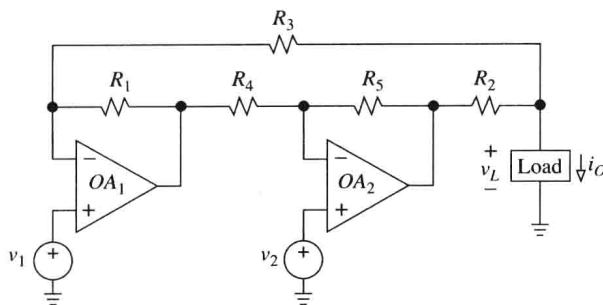 R3
R1
R4
R5
R2
−
OA1
+
−
OA2
+
+
vL
−
Load
iO
v1
+
v2
+